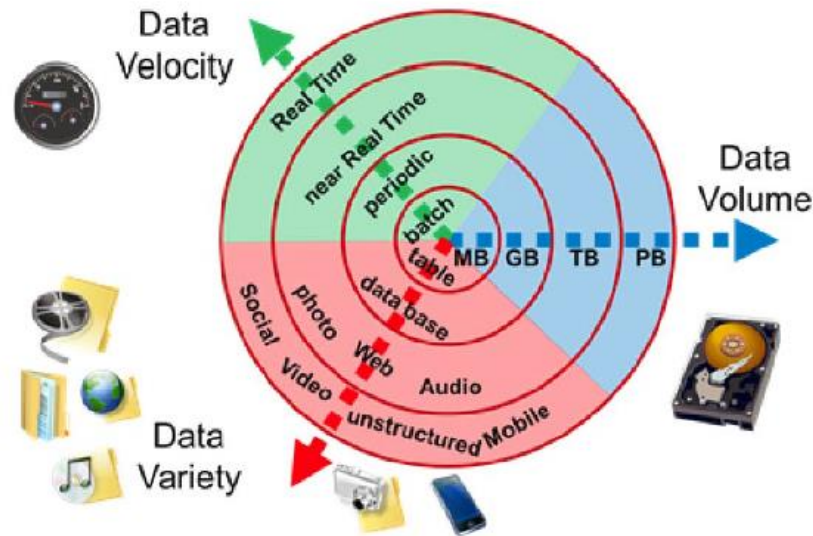 Data
Velocity
Real Time
near Real Time
periodic
batch
Data
Volume
MB GB TB PB
table
data base
photo Web Audio
Social Video unstructured Mobile
Data
Variety